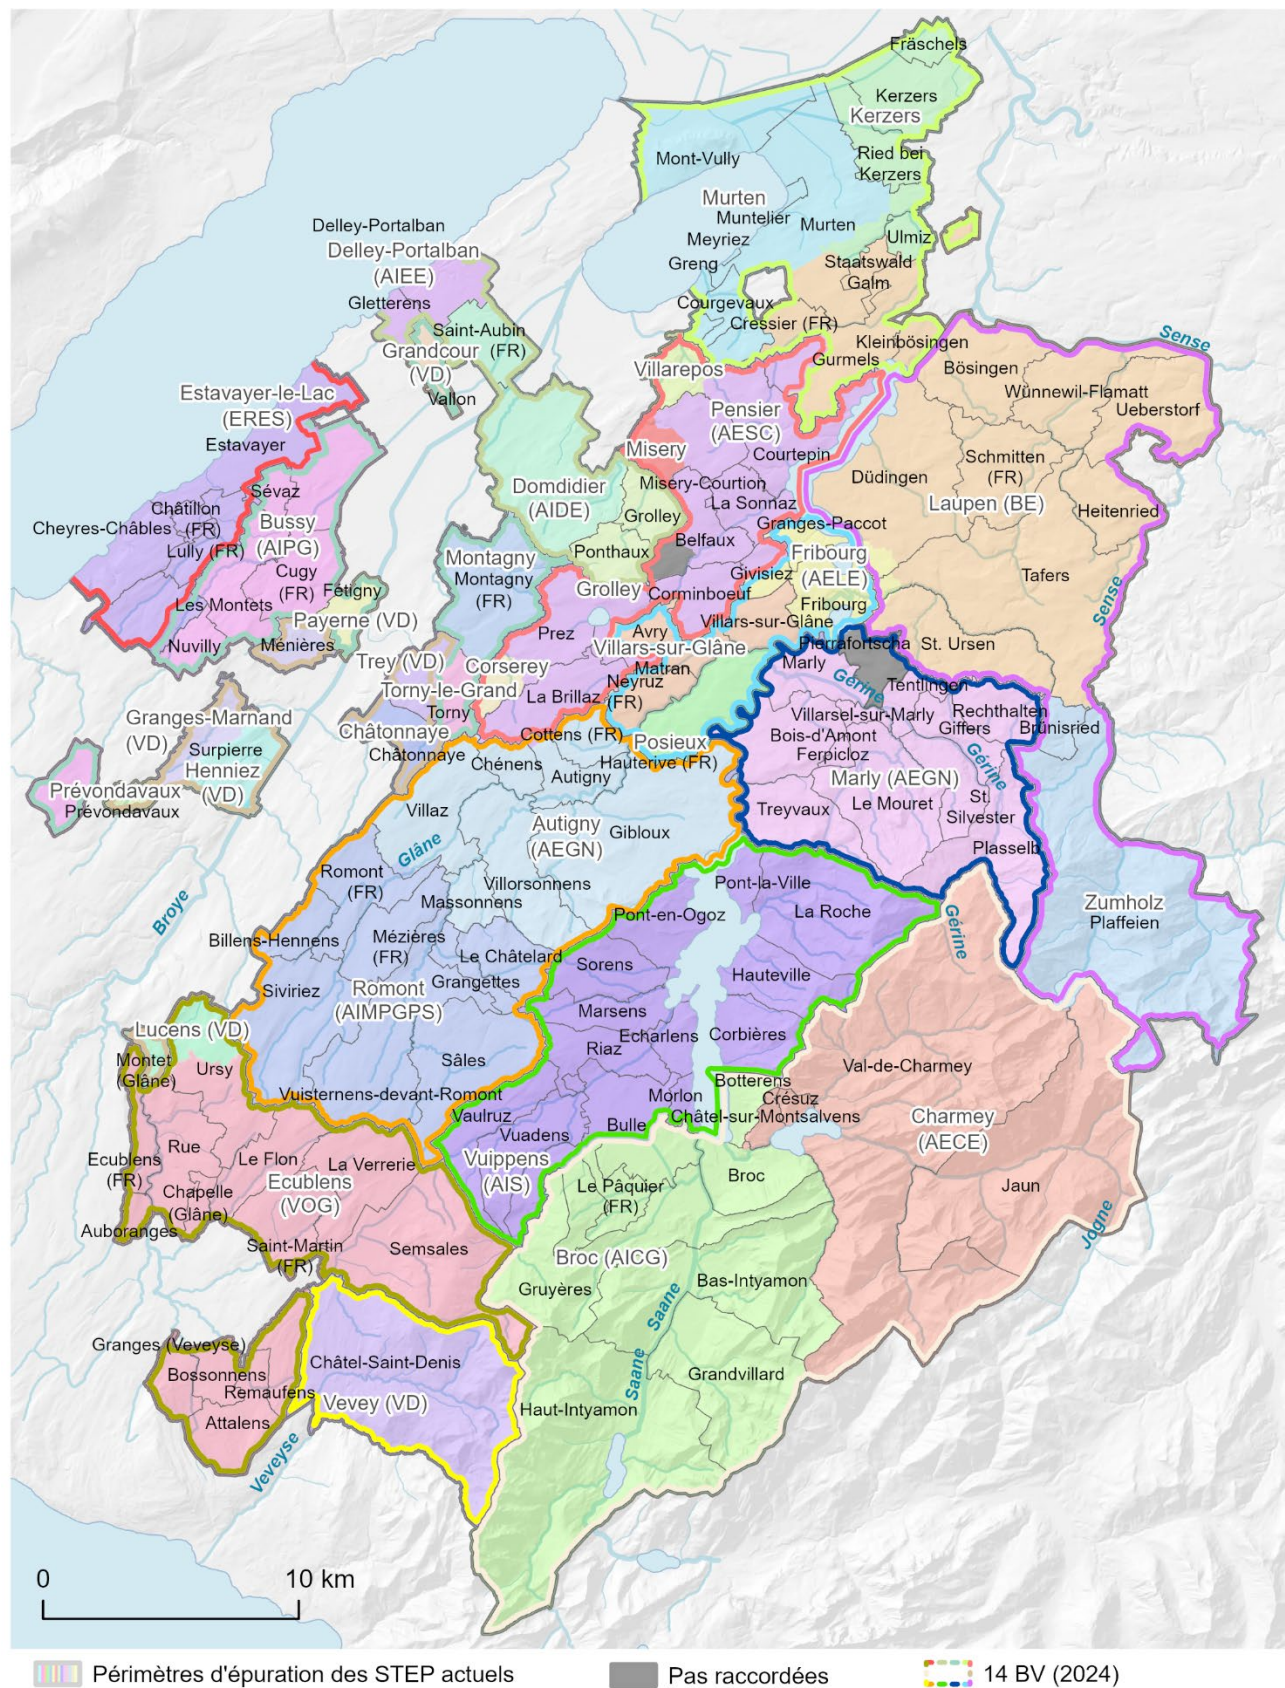 Fräschels
Kerzers
Kerzers
Mont-Vully
Ried bei
Kerzers
Murten
Muntelier
Murten
Meyriez
Ulmiz
Greng
Staatswald
Galm
Delley-Portalban
Delley-Portalban
(AIEE)
Gletterens
Courgevaux
Cressier (FR)
Saint-Aubin
(FR)
Grandcour
(VD)
Vallon
Kleinbösingen
Gurmels
Sense
Villarepos
Bösingen
Wünnewil-Flamatt
Ueberstorf
Estavayer-le-Lac
(ERES)
Estavayer
Pensier
(AESC)
Misery
Courtepin
Schmitten
(FR)
Düdingen
Laupen (BE)
Heitenried
Domdidier
(AIDE)
Misery-Courtion
La Sonnaz
Sévaz
Châtillon
(FR)
Cheyres-Châbles
Bussy
(AIPG)
Lully (FR)
Grolley
Granges-Paccot
Ponthaux
Belfaux
Fribourg
(AELE)
Montagny
Montagny
(FR)
Givisiez
Tafers
Cugy
(FR)
Fétigny
Grolley
Corminboeuf
Fribourg
Sense
Les Montets
Payerne (VD)
Villars-sur-Glâne
Nuvilly
Ménières
Prez
Avry
Villars-sur-Glâne
Pierrafortscha
St. Ursen
Trey (VD)
Corserey
Matran
Marly
Gérine
Tentlingen
Torny-le-Grand
Neyruz
(FR)
La Brillaz
Torny
Granges-Marnand
(VD)
Châtonnaye
Villarsel-sur-Marly
Rechthalten
Giffers
Brünisried
Surpierre
Cottens (FR)
Posieux
Bois-d'Amont
Ferpicloz
Châtonnaye
Chénens
Hauterive (FR)
Gérine
Henniez
(VD)
Autigny
Marly (AEGN)
Prévondavaux
Prévondavaux
Villaz
Treyvaux
Le Mouret
St.
Silvester
Autigny
(AEGN)
Gibloux
Glâne
Plasselb
Romont
(FR)
Villorsonnens
Massonnens
Pont-la-Ville
Zumholz
Plaffeien
Broye
Pont-en-Ogoz
La Roche
Gérine
Billens-Hennens
Mézières
(FR)
Le Châtelard
Sorens
Hauteville
Grangettes
Siviriez
Romont
(AIMPGPS)
Marsens
Echarlens
Corbières
Lucens (VD)
Riaz
Montet
(Glâne)
Ursy
Sâles
Val-de-Charmey
Botterens
Vuisternens-devant-Romont
Morlon
Crésuz
Vaulruz
Châtel-sur-Montsalvens
Charmey
(AECE)
Bulle
Vuadens
Rue
Le Flon
La Verrerie
Vuippens
(AIS)
Ecublens
(FR)
Ecublens
(VOG)
Broc
Le Pâquier
(FR)
Chapelle
(Glâne)
Jaun
Auboranges
Jogne
Saint-Martin
(FR)
Semsales
Broc (AICG)
Gruyères
Bas-Intyamon
Saane
Granges (Veveyse)
Châtel-Saint-Denis
Bossonnens
Remaufens
Saane
Grandvillard
Vevey (VD)
Attalens
Haut-Intyamon
Veveyse
0 10 km
Périmètres d'épuration des STEP actuels
Pas raccordées
14 BV (2024)